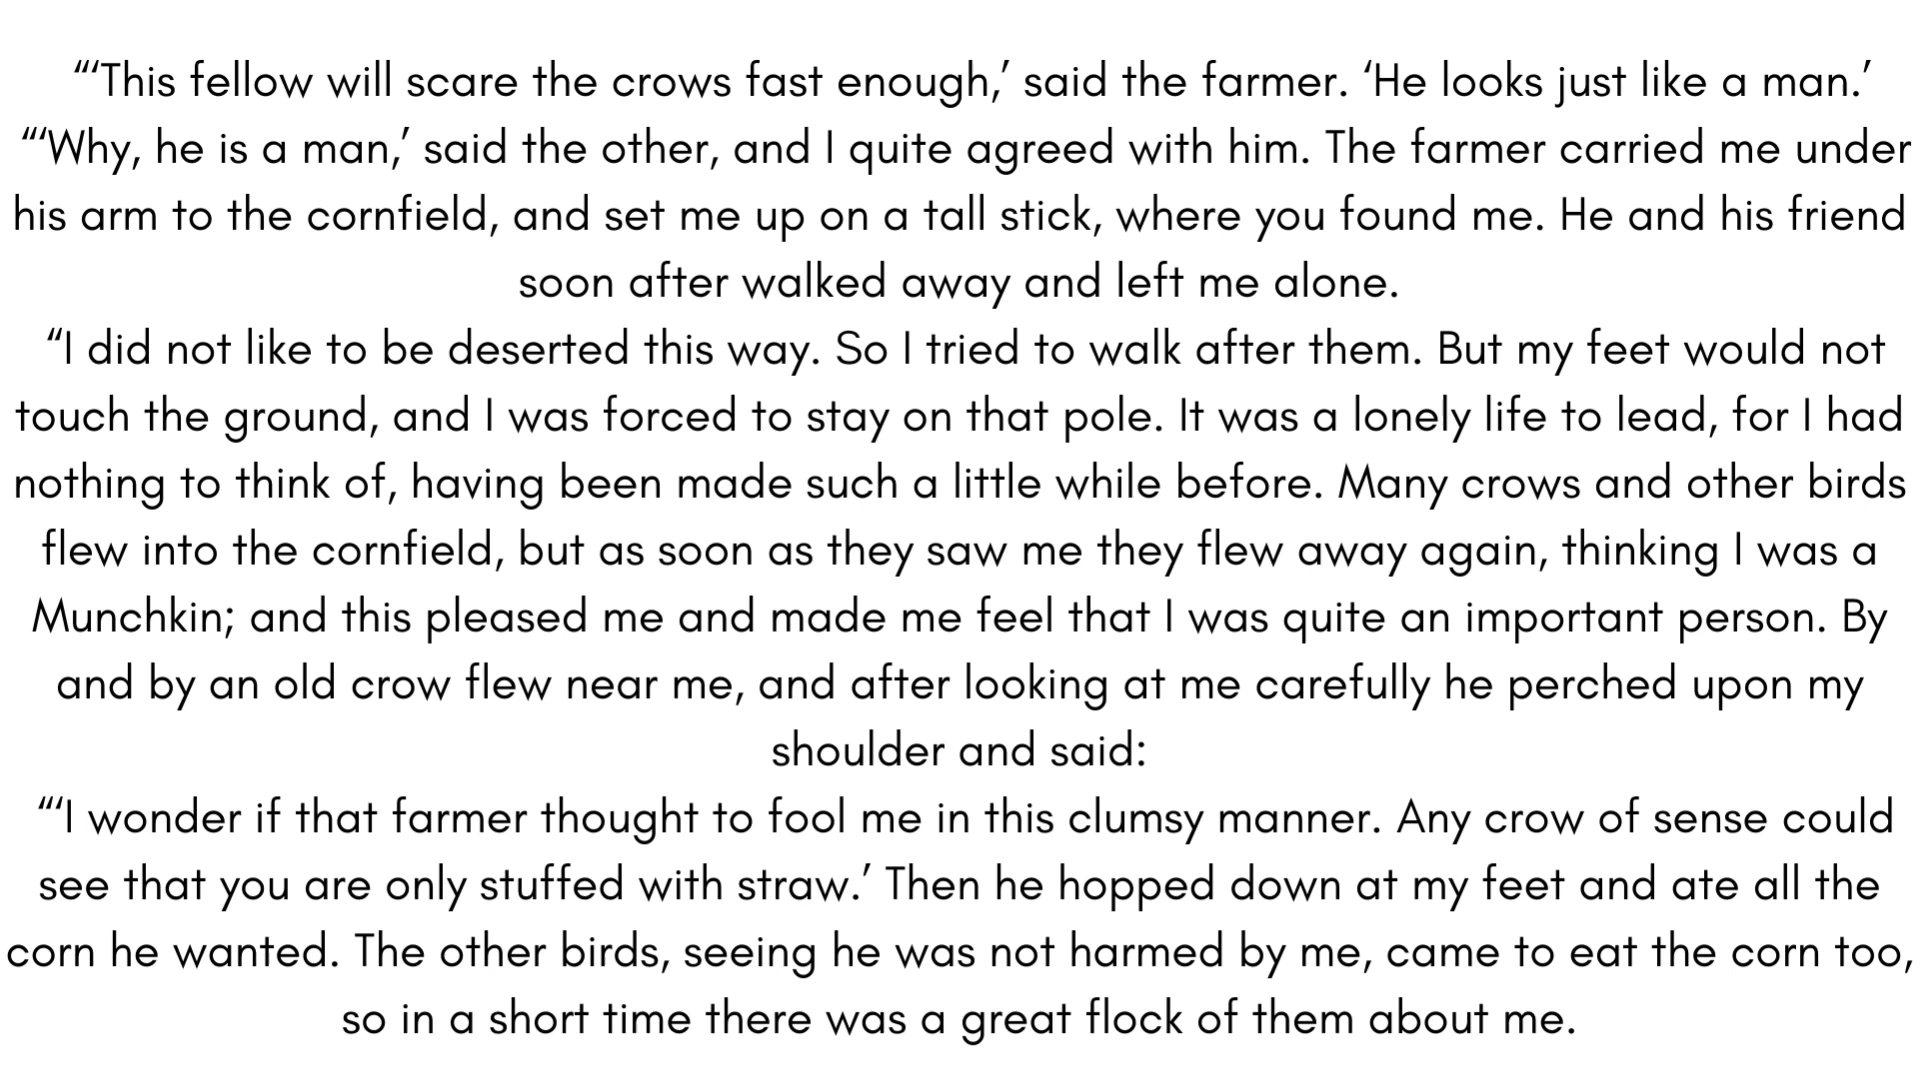 “‘This fellow will scare the crows fast enough,’ said the farmer. ‘He looks just like a man.’
“‘Why, he is a man,’ said the other, and I quite agreed with him. The farmer carried me under
his arm to the cornfield, and set me up on a tall stick, where you found me. He and his friend
soon after walked away and left me alone.
“I did not like to be deserted this way. So I tried to walk after them. But my feet would not
touch the ground, and I was forced to stay on that pole. It was a lonely life to lead, for I had
nothing to think of, having been made such a little while before. Many crows and other birds
flew into the cornfield, but as soon as they saw me they flew away again, thinking I was a
Munchkin; and this pleased me and made me feel that I was quite an important person. By
and by an old crow flew near me, and after looking at me carefully he perched upon my
shoulder and said:
“‘I wonder if that farmer thought to fool me in this clumsy manner. Any crow of sense could
see that you are only stuffed with straw.’ Then he hopped down at my feet and ate all the
corn he wanted. The other birds, seeing he was not harmed by me, came to eat the corn too,
so in a short time there was a great flock of them about me.